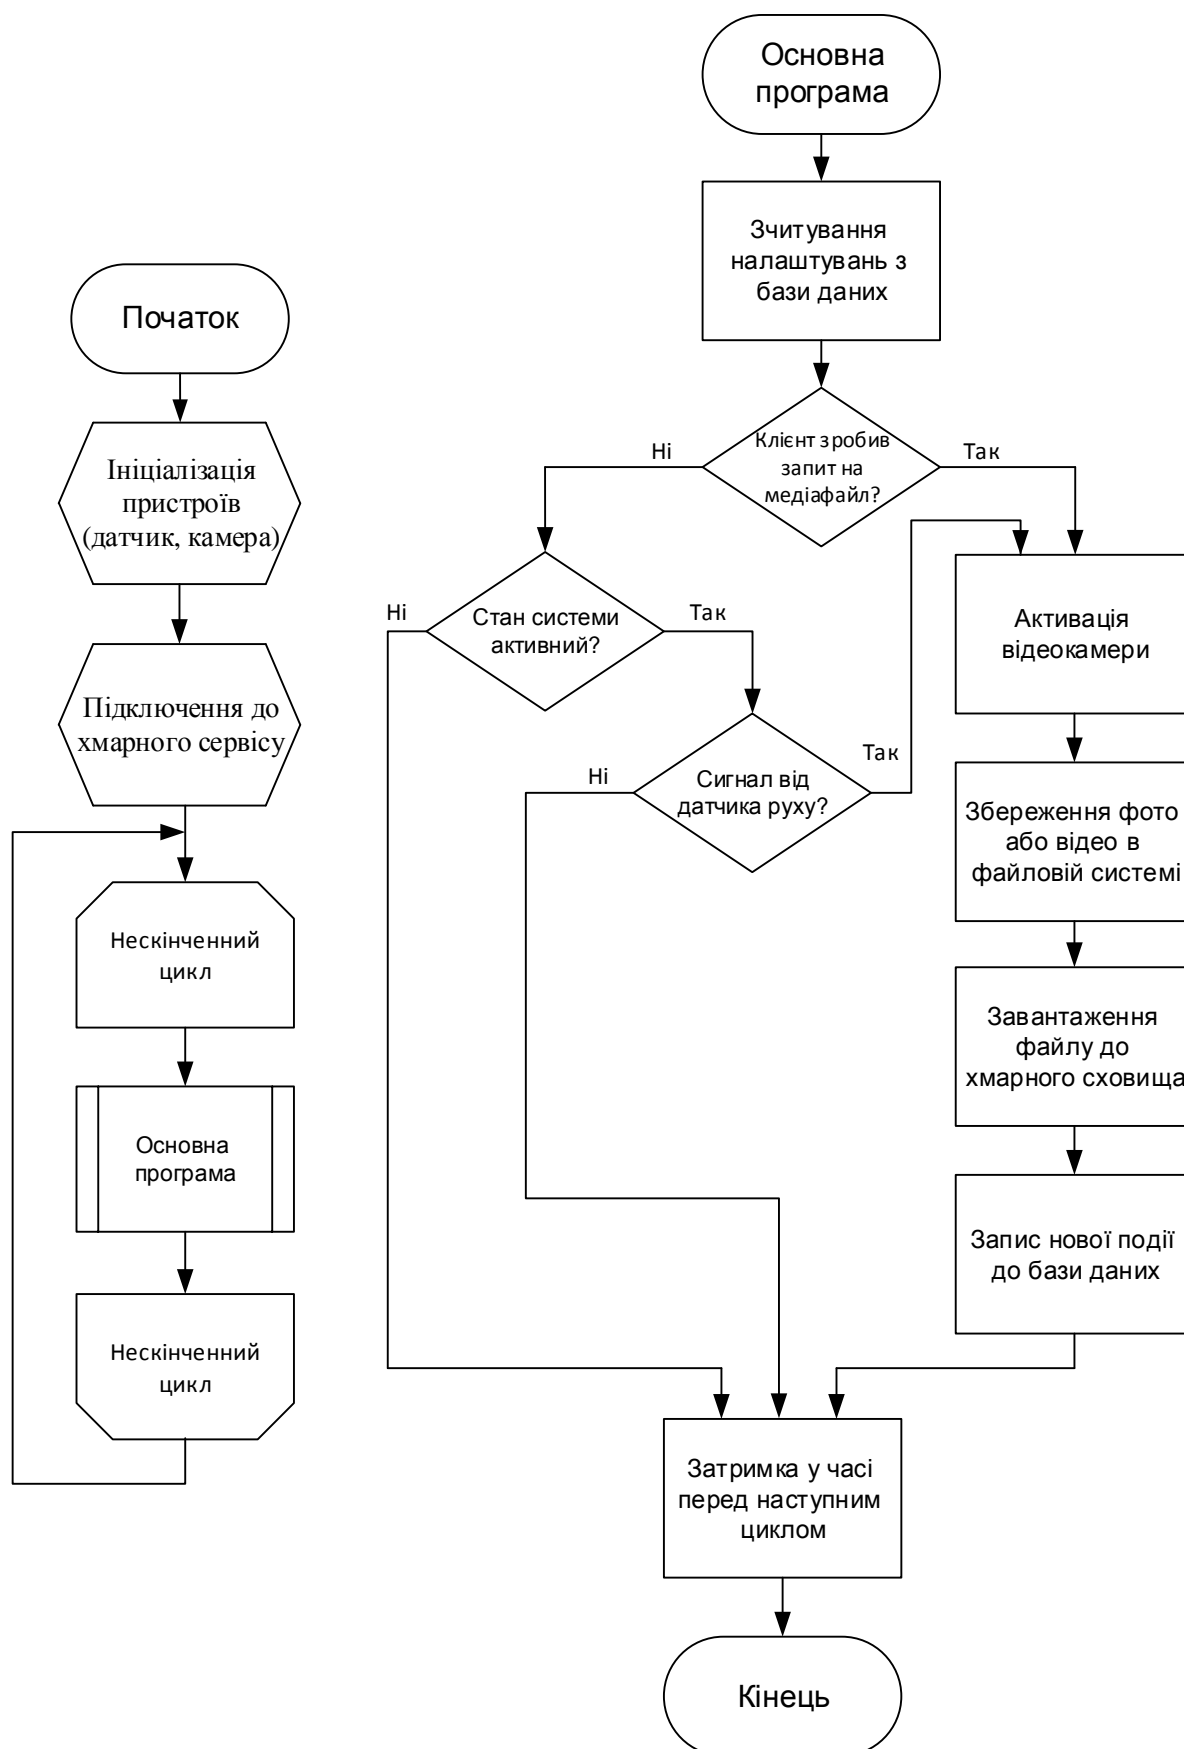 Початок
Ініціалізація
пристроїв
(датчик, камера)
Підключення до
хмарного сервісу
Нескінченний
цикл
Основна
програма
Нескінченний
цикл
Основна
програма
Зчитування
налаштувань з
бази даних
Клієнт зробив
запит на
медіафайл?
Ні
Так
Стан системи
активний?
Ні
Так
Сигнал від
датчика руху?
Ні
Так
Активація
відеокамери
Збереження фото
або відео в
файловій системі
Завантаження
файлу до
хмарного сховища
Запис нової події
до бази даних
Затримка у часі
перед наступним
циклом
Кінець